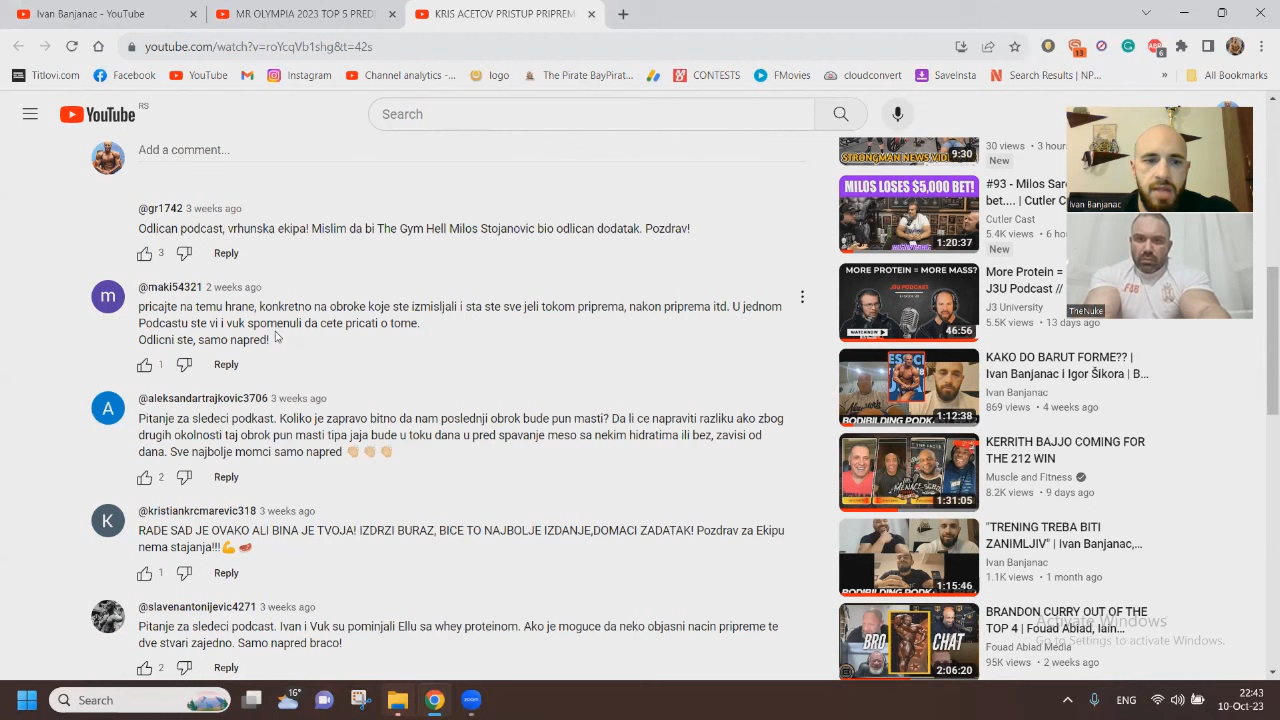 Ivan Banjanac - YouTube
MR OLYMPIA 2023 TOP 5 PRED
KRIS ACETOV PRISTUP PRIPREM
youtube.com/watch?v=roYcqVb1shg&t=42s
13
6
Titlovi.com
Facebook
YouTube
M
Instagram
Channel analytic -...
logo
The Pirate BayPirat...
CONTESTS
FMovies
cloudconvert
SaveInsta
Search Results | NP...
»
All Bookmarks
YouTube RS
Search
Add a comment...
@gr1742 3 weeks ago
Odlican podcast, vrhunska ekipa! Mislim da bi The Gym Hell Milos Stojanovic bio odlican dodatak. Pozdrav!
3 Reply
m
@maki54321 2 weeks ago
pricajte na temu hrane, konkretno na obroke koje ste izmisljali i sta ste sve jeli tokom priprema, nakon priprema itd. U jednom
Podcastu ste vi i vuk spomenuli da cete pricati o tome.
Odlicni ste, samo napred!
1 Reply
A
@aleksandartrajkovic3706 3 weeks ago
Pitanje za sledeci podkast. Koliko je zapravo bitno da nam poslednji obrok bude pun masti? Da li ce napraviti razliku ako zbog
drugih okolnosti taj obrok pun masti tipa jaja bude u toku dana u pred spavanje meso sa nekim hidratima ili bez, zavisi od
dana. Sve najbolje momci samo napred
2 Reply
K
@kristiankrcmarevic318 3 weeks ago
RADE SAD JE OVAKO ALI BINA JE TVOJA! IZDRZI BURAZ, BICE TO NAJBOLJE IZDANJE,DOMACI ZADATAK! Pozdrav za Ekipu
nema stajanja!!!
1 Reply
@slavenantonijevic4271 3 weeks ago
Pitanje za sledeci podcast. Ivan i Vuk su pominjali Ellu sa whey proteinom. Ako je moguce da neko objasni nacin pripreme te
dve stvari zajedno. Samo napred braco!
2 Reply
STRONGMAN NEWS VID
9:30
30 views • 3 hour
New
MILOS LOSES $5,000 BET!
1:20:37
#93 - Milos Sar
bet.... | Cutler Cast
Cutler Cast
5.4K views • 6 ho
New
MORE PROTEIN = MORE MASS?
J3U PODCAST
WATCH NOW
46:56
More Protein =
J3U Podcast //
J3 University
5.5K views • 13 days ago
1:12:38
BODIBILDING PODK
KAKO DO BARUT FORME?? |
Ivan Banjanac i Igor Šikora | B...
Ivan Banjanac
869 views • 4 weeks ago
MENACE
1:31:05
KERRITH BAJJO COMING FOR
THE 212 WIN
Muscle and Fitness
8.2K views • 9 days ago
1:15:46
BODIBILDING PODK
"TRENING TREBA BITI
ZANIMLJIV" | Ivan Banjanac,...
Ivan Banjanac
1.1K views • 1 month ago
BRO CHAT
2:06:20
BRANDON CURRY OUT OF THE
TOP 4 | Fouad Abiad, Iain...
Fouad Abiad Media
95K views • 2 weeks ago
Ivan Banjanac
TheNuke
Activate Windows
Go to Settings to activate Windows.
Search
16°
ENG
22:43
10-Oct-23